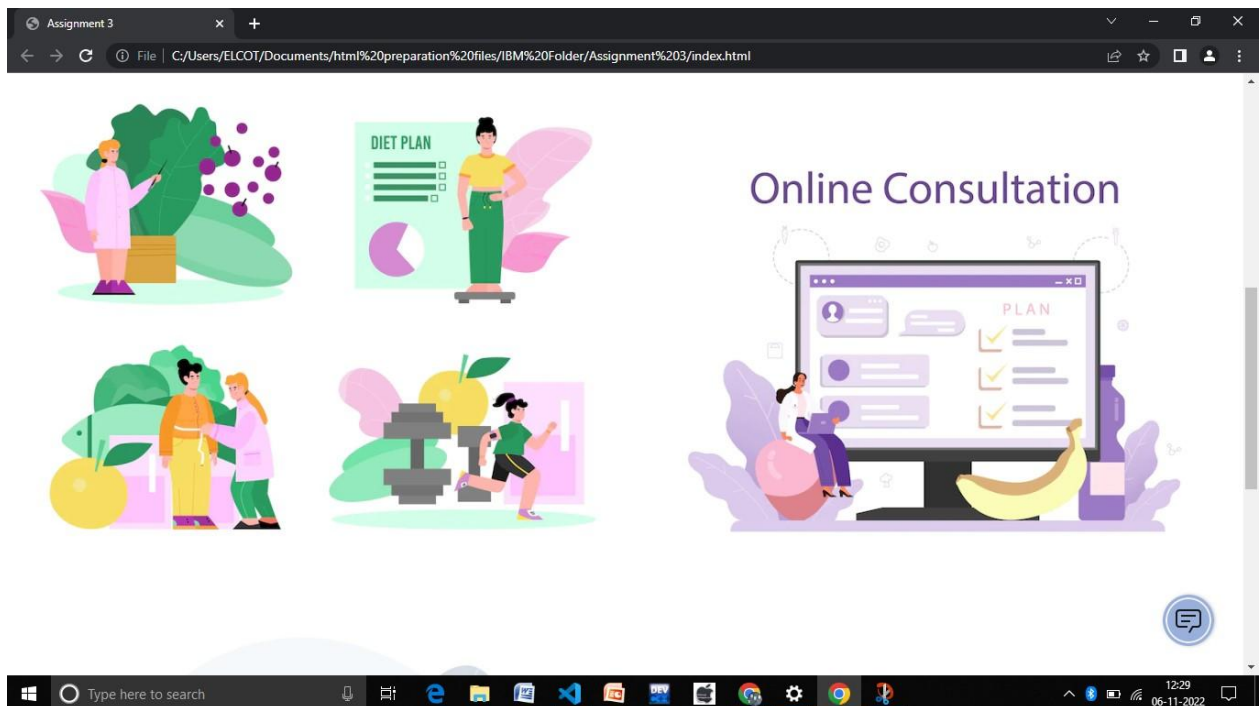 Assignment 3
File
C:/Users/ELCOT/Documents/html%20preparation%20files/IBM%20Folder/Assignment%203/index.html
DIET PLAN
Online Consultation
PLAN
Type here to search
DEV
12:29
06-11-2022